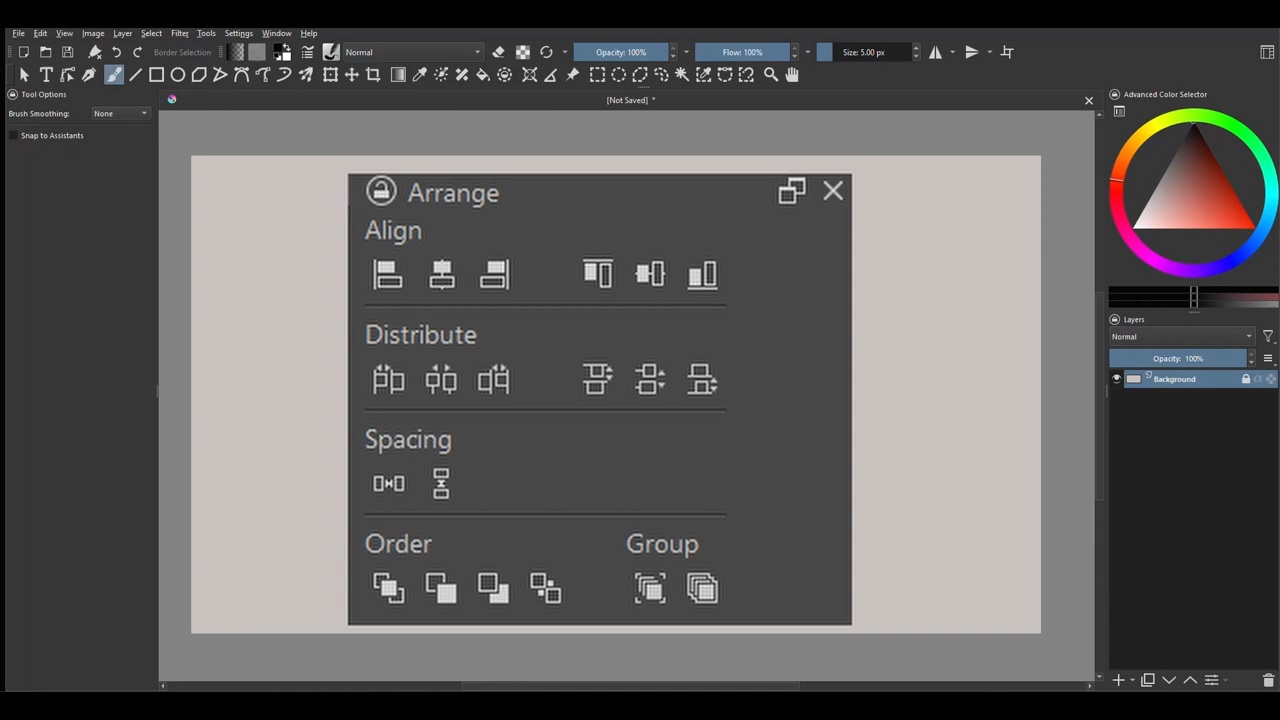 File Edit View Image Layer Select Filter Tools Settings Window Help
Border Selection Normal Opacity: 100% Flow: 100% Size: 5.00 px
Tool Options
Brush Smoothing: None
Snap to Assistants
[Not Saved] *
Arrange
Align
Distribute
Spacing
Order Group
Advanced Color Selector
Layers
Normal
Opacity: 100%
Background